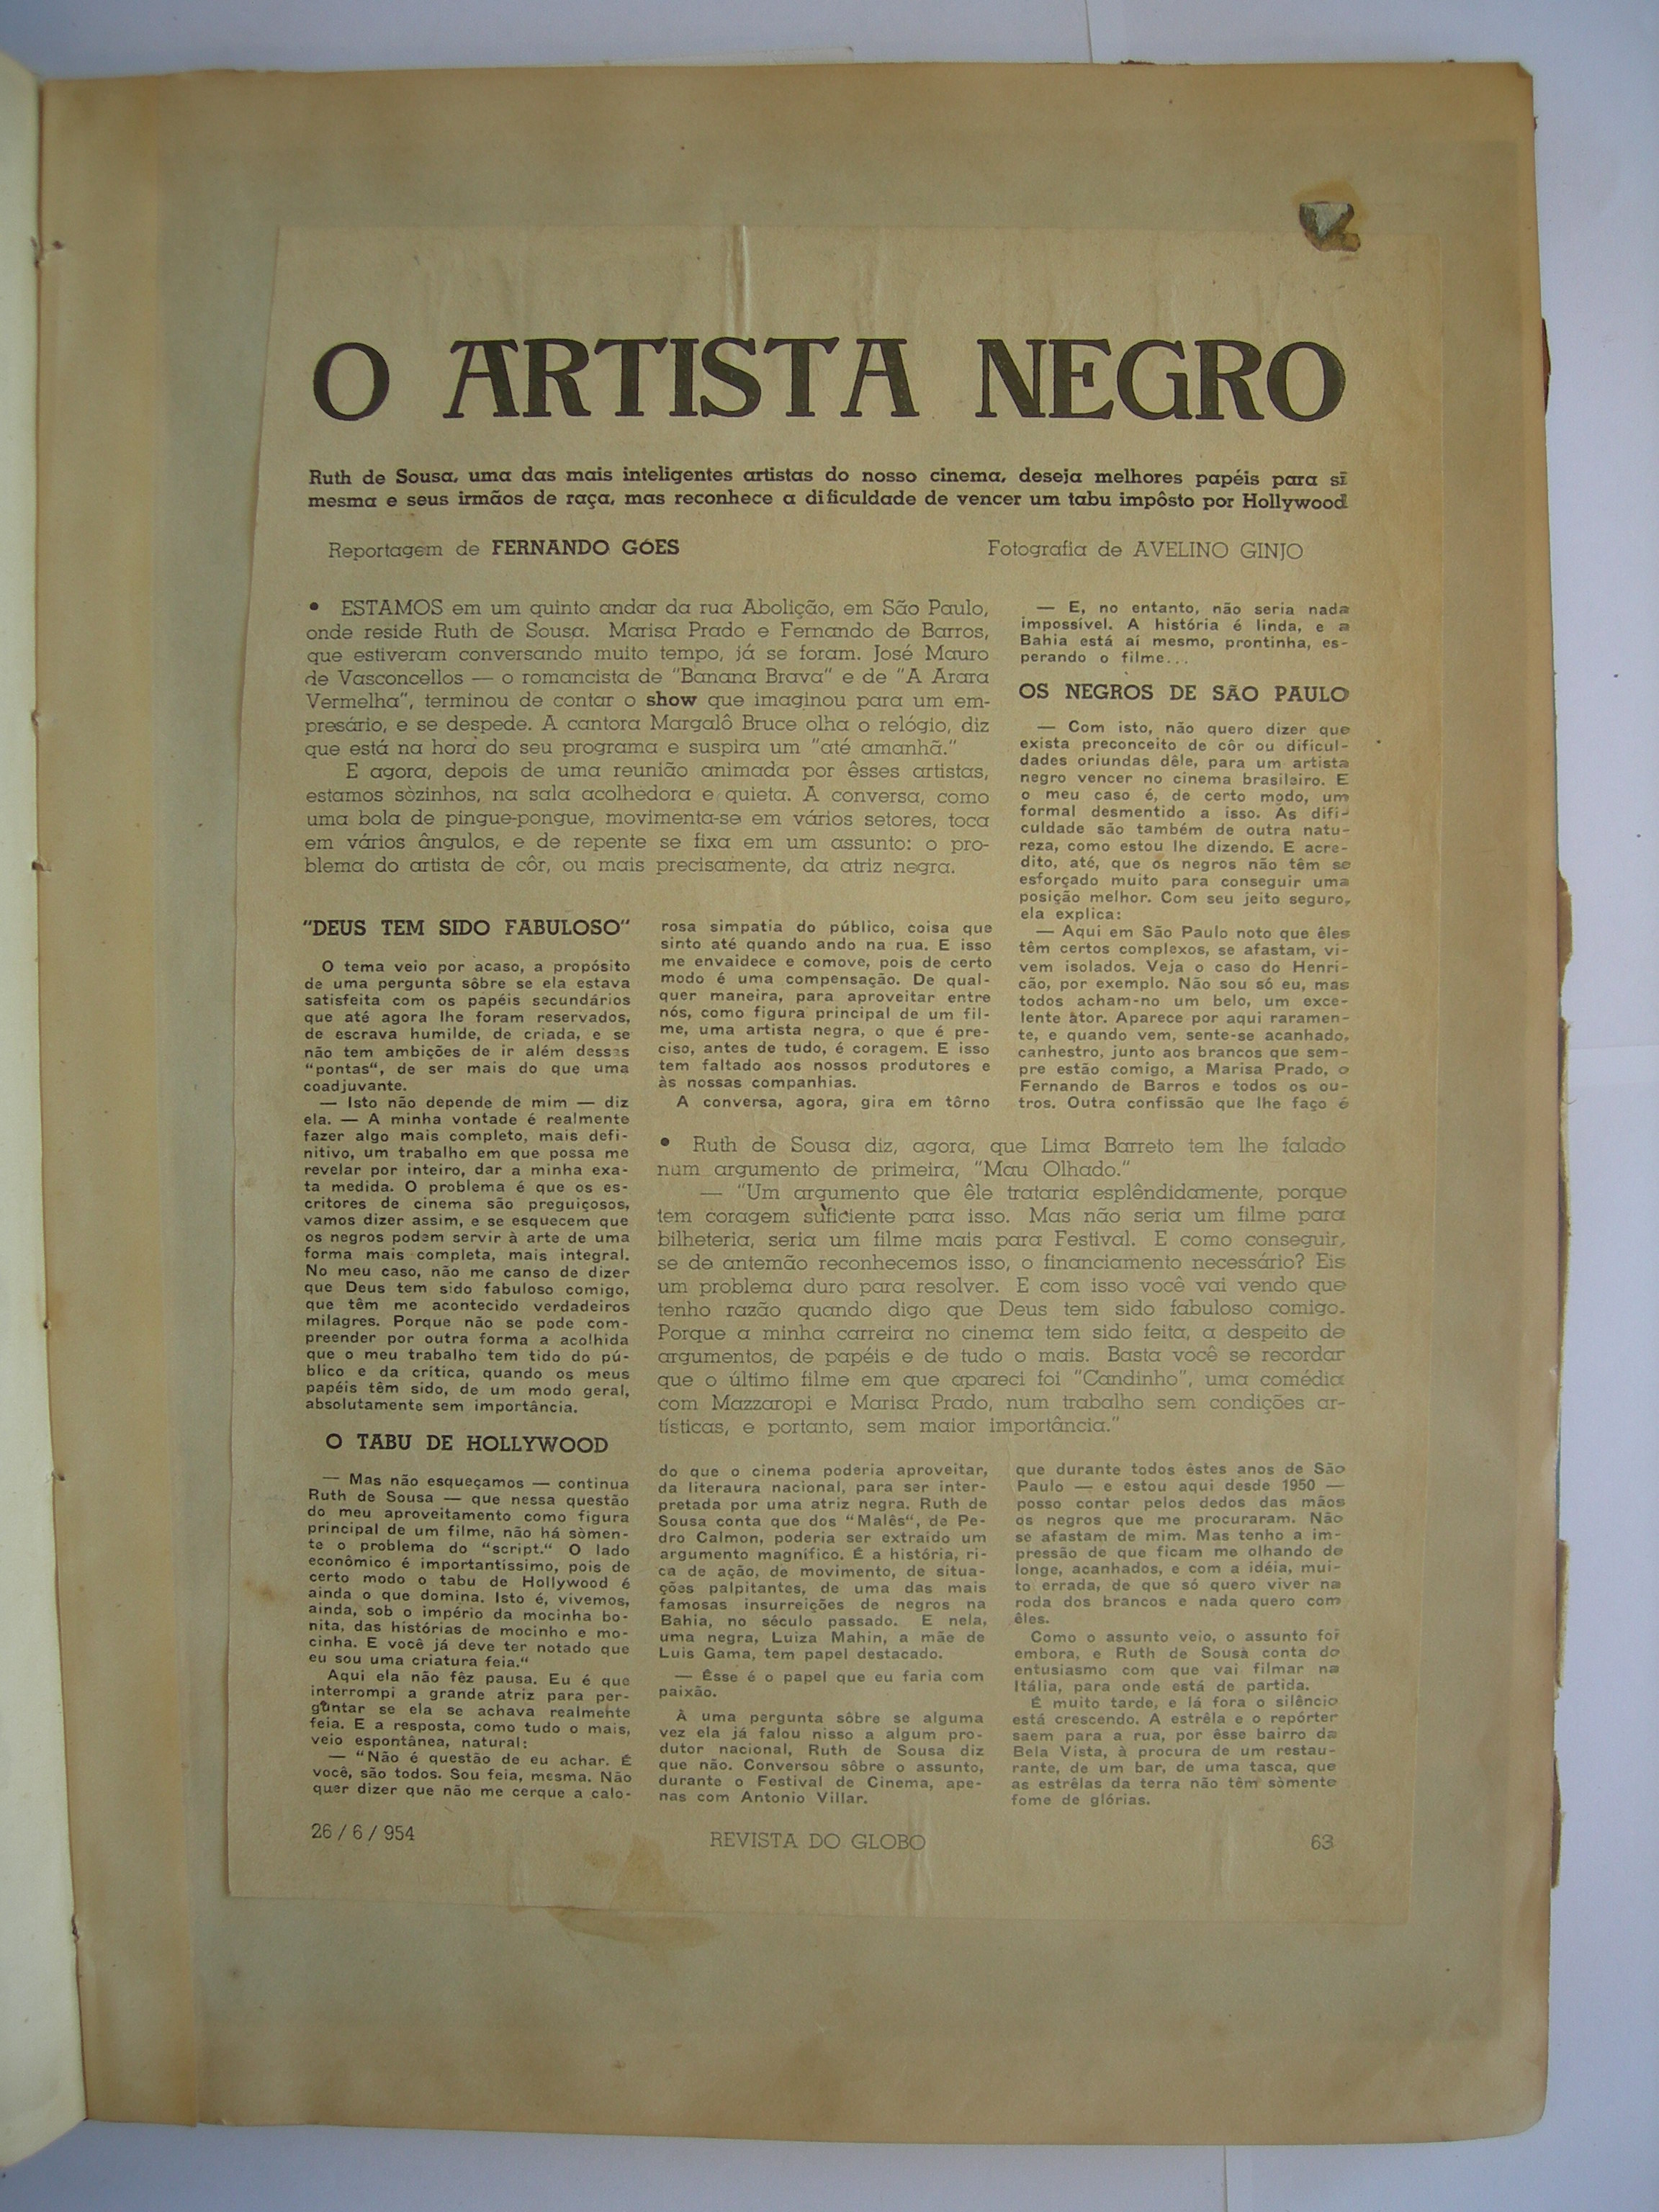 O ARTISTA NEGRO
Ruth de Sousa, uma das mais inteligentes artistas do nosso cinema, deseja melhores papéis para si
mesma e seus irmãos de raça, mas reconhece a dificuldade de vencer um tabu impôsto por Hollywood
Reportagem de FERNANDO GÓES
Fotografia de AVELINO GINJO
• ESTAMOS em um quinto andar da rua Abolição, em São Paulo,
onde reside Ruth de Sousa. Marisa Prado e Fernando de Barros,
que estiveram conversando muito tempo, já se foram. José Mauro
de Vasconcellos — o romancista de "Banana Brava" e de "A Arara
Vermelha", terminou de contar o show que imaginou para um em-
presário, e se despede. A cantora Margalô Bruce olha o relógio, diz
que está na hora do seu programa e suspira um "até amanhã."
E agora, depois de uma reunião animada por êsses artistas,
estamos sòzinhos, na sala acolhedora e quieta. A conversa, como
uma bola de pingue-pongue, movimenta-se em vários setores, toca
em vários ângulos, e de repente se fixa em um assunto: o pro-
blema do artista de côr, ou mais precisamente, da atriz negra.
"DEUS TEM SIDO FABULOSO"
O tema veio por acaso, a propósito
de uma pergunta sôbre se ela estava
satisfeita com os papéis secundários
que até agora lhe foram reservados,
de escrava humilde, de criada, e se
não tem ambições de ir além dessas
"pontas", de ser mais do que uma
coadjuvante.
— Isto não depende de mim — diz
ela. — A minha vontade é realmente
fazer algo mais completo, mais defi-
nitivo, um trabalho em que possa me
revelar por inteiro, dar a minha exa-
ta medida. O problema é que os es-
critores de cinema são preguiçosos,
vamos dizer assim, e se esquecem que
os negros podem servir à arte de uma
forma mais completa, mais integral.
No meu caso, não me canso de dizer
que Deus tem sido fabuloso comigo,
que têm me acontecido verdadeiros
milagres. Porque não se pode com-
preender por outra forma a acolhida
que o meu trabalho tem tido do pú-
blico e da crítica, quando os meus
papéis têm sido, de um modo geral,
absolutamente sem importância.
O TABU DE HOLLYWOOD
— Mas não esqueçamos — continua
Ruth de Sousa — que nessa questão
do meu aproveitamento como figura
principal de um filme, não há sòmen-
te o problema do "script." O lado
econômico é importantíssimo, pois de
certo modo o tabu de Hollywood é
ainda o que domina. Isto é, vivemos,
ainda, sob o império da mocinha bo-
nita, das histórias de mocinho e mo-
cinha. E você já deve ter notado que
eu sou uma criatura feia."
Aqui ela não fêz pausa. Eu é que
interrompi a grande atriz para per-
guntar se ela se achava realmente
feia. E a resposta, como tudo o mais,
veio espontânea, natural:
— "Não é questão de eu achar. É
você, são todos. Sou feia, mesma. Não
quer dizer que não me cerque a calo-
rosa simpatia do público, coisa que
sinto até quando ando na rua. E isso
me envaidece e comove, pois de certo
modo é uma compensação. De qual-
quer maneira, para aproveitar entre
nós, como figura principal de um fil-
me, uma artista negra, o que é pre-
ciso, antes de tudo, é coragem. E isso
tem faltado aos nossos produtores e
às nossas companhias.
A conversa, agora, gira em tôrno
do que o cinema poderia aproveitar,
da literaura nacional, para ser inter-
pretada por uma atriz negra. Ruth de
Sousa conta que dos "Malês", de Pe-
dro Calmon, poderia ser extraido um
argumento magnífico. É a história, ri-
ca de ação, de movimento, de situa-
ções palpitantes, de uma das mais
famosas insurreições de negros na
Bahia, no século passado. E nela,
uma negra, Luiza Mahin, a mãe de
Luis Gama, tem papel destacado.
— Êsse é o papel que eu faria com
paixão.
À uma pergunta sôbre se alguma
vez ela já falou nisso a algum pro-
dutor nacional, Ruth de Sousa diz
que não. Conversou sôbre o assunto,
durante o Festival de Cinema, ape-
nas com Antonio Villar.
— E, no entanto, não seria nada
impossível. A história é linda, e a
Bahia está aí mesmo, prontinha, es-
perando o filme...
OS NEGROS DE SÃO PAULO
— Com isto, não quero dizer que
exista preconceito de côr ou dificul-
dades oriundas dêle, para um artista
negro vencer no cinema brasileiro. E
o meu caso é, de certo modo, um
formal desmentido a isso. As difi-
culdade são também de outra natu-
reza, como estou lhe dizendo. E acre-
dito, até, que os negros não têm se
esforçado muito para conseguir uma
posição melhor. Com seu jeito seguro,
ela explica:
— Aqui em São Paulo noto que êles
têm certos complexos, se afastam, vi-
vem isolados. Veja o caso do Henri-
cão, por exemplo. Não sou só eu, mas
todos acham-no um belo, um exce-
lente àtor. Aparece por aqui raramen-
te, e quando vem, sente-se acanhado,
canhestro, junto aos brancos que sem-
pre estão comigo, a Marisa Prado, o
Fernando de Barros e todos os ou-
tros. Outra confissão que lhe faço é
que durante todos êstes anos de São
Paulo — e estou aqui desde 1950 —
posso contar pelos dedos das mãos
os negros que me procuraram. Não
se afastam de mim. Mas tenho a im-
pressão de que ficam me olhando de
longe, acanhados, e com a idéia, mui-
to errada, de que só quero viver na
roda dos brancos e nada quero com
êles.
Como o assunto veio, o assunto foi
embora, e Ruth de Sousa conta do
entusiasmo com que vai filmar na
Itália, para onde está de partida.
É muito tarde, e lá fora o silêncio
está crescendo. A estrêla e o repórter
saem para a rua, por êsse bairro da
Bela Vista, à procura de um restau-
rante, de um bar, de uma tasca, que
as estrêlas da terra não têm sòmente
fome de glórias.
• Ruth de Sousa diz, agora, que Lima Barreto tem lhe falado
num argumento de primeira, "Mau Olhado."
— "Um argumento que êle trataria esplêndidamente, porque
tem coragem suficiente para isso. Mas não seria um filme para
bilheteria, seria um filme mais para Festival. E como conseguir,
se de antemão reconhecemos isso, o financiamento necessário? Eis
um problema duro para resolver. E com isso você vai vendo que
tenho razão quando digo que Deus tem sido fabuloso comigo.
Porque a minha carreira no cinema tem sido feita, a despeito de
argumentos, de papéis e de tudo o mais. Basta você se recordar
que o último filme em que apareci foi "Candinho", uma comédia
com Mazzaropi e Marisa Prado, num trabalho sem condições ar-
tísticas, e portanto, sem maior importância."
26 / 6 / 954
REVISTA DO GLOBO
63